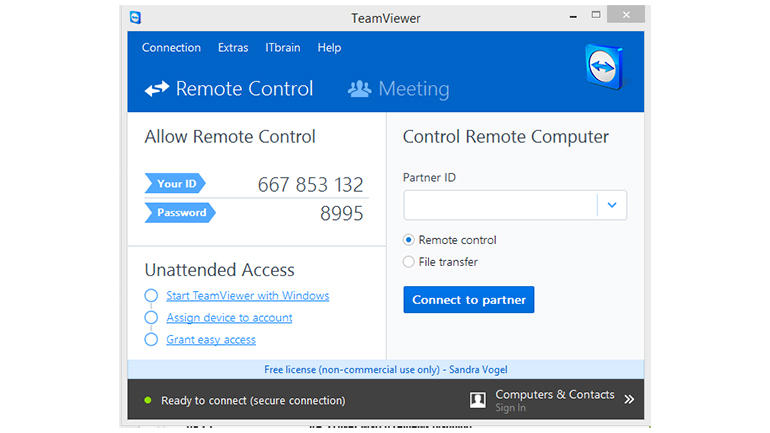 TeamViewer
Connection Extras ITbrain Help
Remote Control Meeting
Allow Remote Control
Your ID 667 853 132
Password 8995
Unattended Access
Start TeamViewer with Windows
Assign device to account
Grant easy access
Control Remote Computer
Partner ID
Remote control
File transfer
Connect to partner
Free license (non-commercial use only) - Sandra Vogel
Ready to connect (secure connection)
Computers & Contacts
Sign In